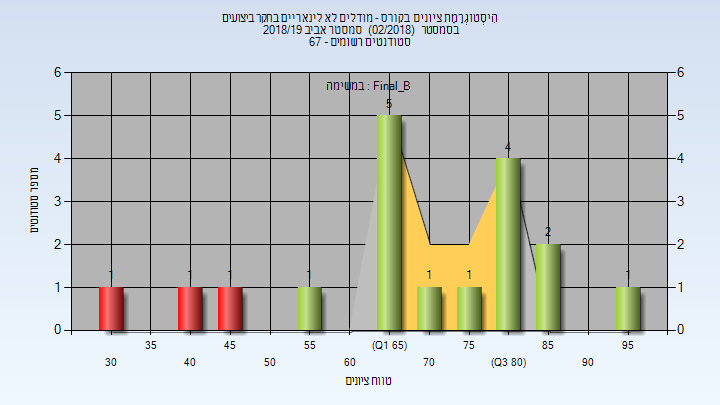 היסטוגרמת ציונים בקורס - מודלים לא לינאריים בחקר ביצועים
בסמסטר (02/2018) סמסטר אביב 2018/19
סטודנטים רשומים - 67
במשימה : Final_B
מספר סטודנטים
6 6
5 5
4 4
3 3
2 2
1 1
0 0
1 1 1 1 5 1 1 4 2 1
35 45 55 (Q1 65) 75 85 95
30 40 50 60 70 (Q3 80) 90
טווח ציונים